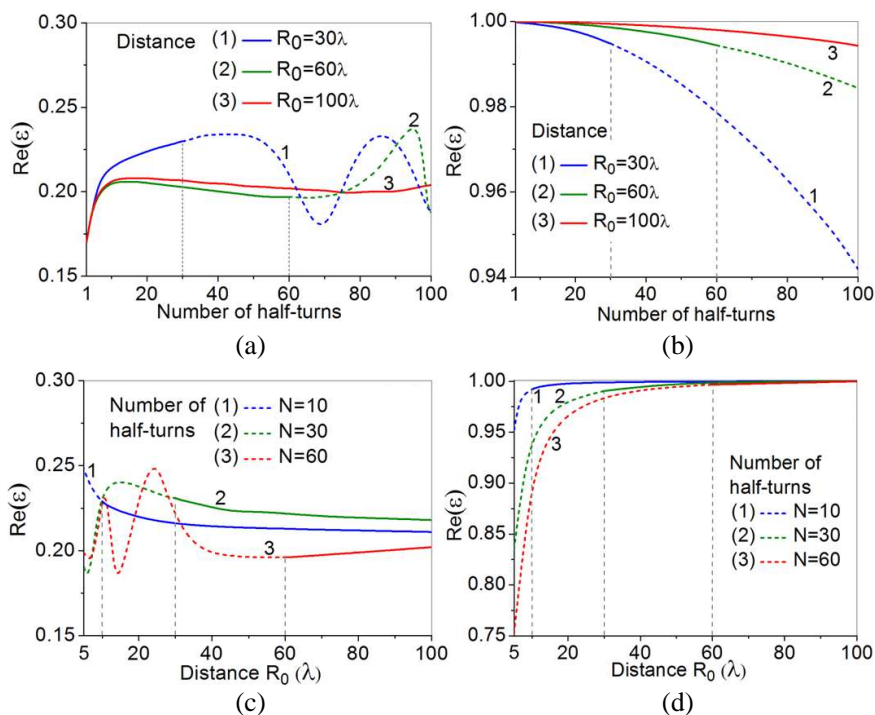 0.30
0.25
0.20
0.15
Re(ε)
Distance
(1) R₀=30λ
(2) R₀=60λ
(3) R₀=100λ
1
2
3
1 20 40 60 80 100
Number of half-turns
(a)
1.00
0.98
0.96
0.94
Re(ε)
Distance
(1) R₀=30λ
(2) R₀=60λ
(3) R₀=100λ
3
2
1
1 20 40 60 80 100
Number of half-turns
(b)
0.30
0.25
0.20
0.15
Re(ε)
Number of
half-turns
(1) N=10
(2) N=30
(3) N=60
1
2
3
5 20 40 60 80 100
Distance R₀ (λ)
(c)
1.00
0.95
0.90
0.85
0.80
0.75
Re(ε)
1 2
3
Number of
half-turns
(1) N=10
(2) N=30
(3) N=60
5 20 40 60 80 100
Distance R₀ (λ)
(d)